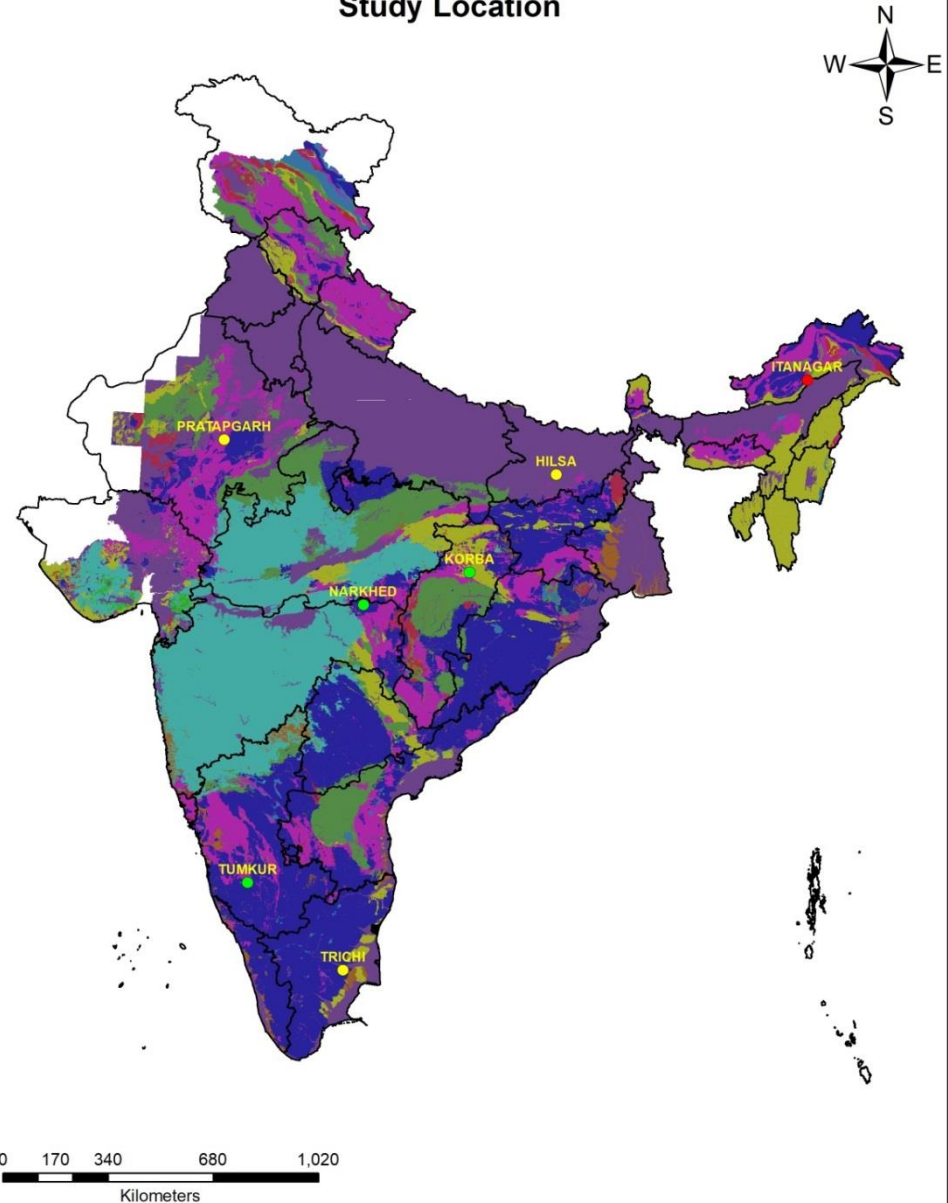 Study Location
N
W E
S
ITANAGAR
PRATAPGARH
HILSA
KORBA
NARKHED
TUMKUR
TRICHI
0 170 340 680 1,020
Kilometers